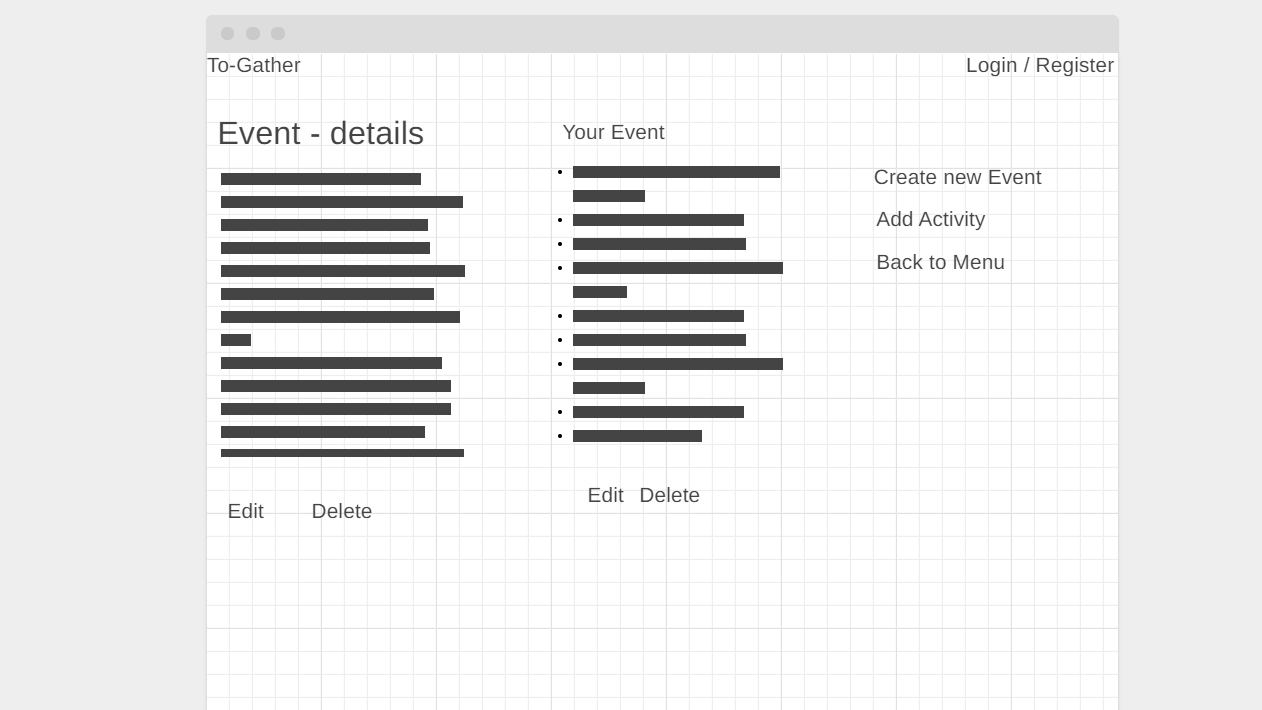 To-Gather
Login / Register
Event - details
Edit
Delete
Your Event
Edit
Delete
Create new Event
Add Activity
Back to Menu